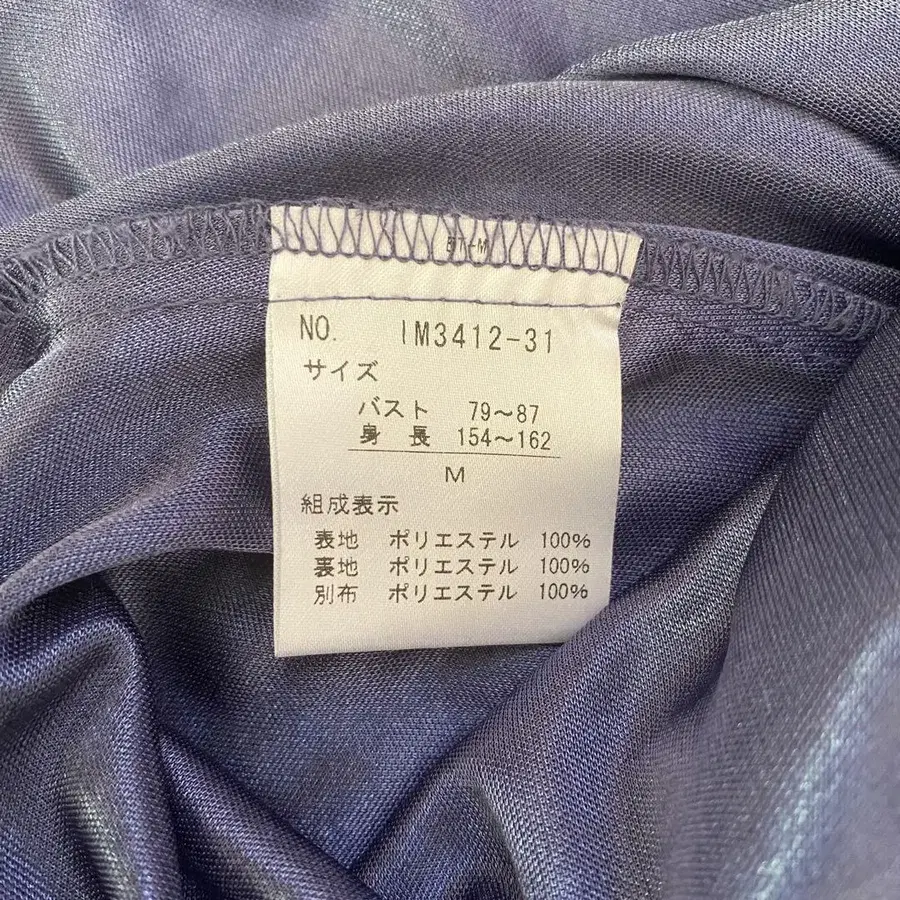 NO. IM3412-31
サイズ
バスト 79～87
身長 154～162
M
組成表示
表地 ポリエステル 100%
裏地 ポリエステル 100%
別布 ポリエステル 100%